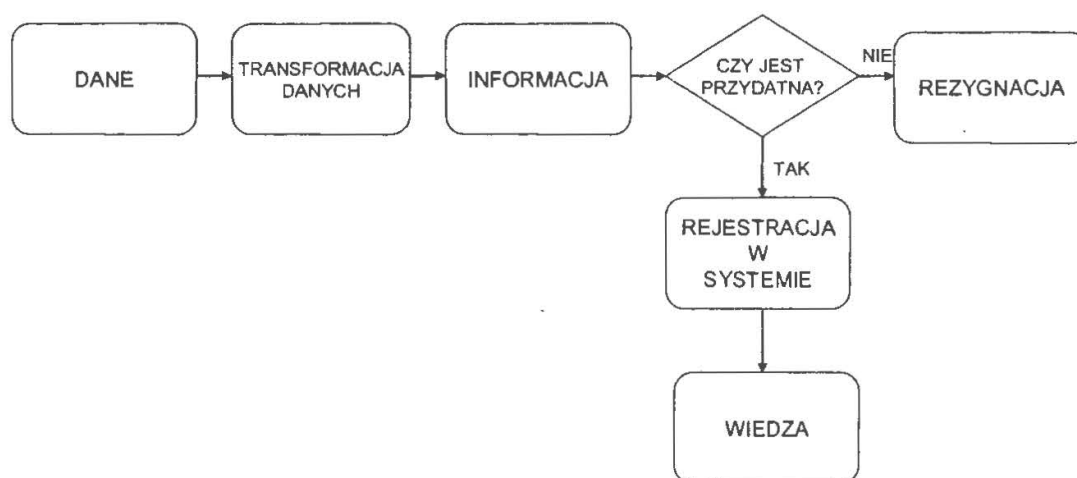 DANE
TRANSFORMACJA
DANYCH
INFORMACJA
CZY JEST
PRZYDATNA?
NIE
REZYGNACJA
TAK
REJESTRACJA
W
SYSTEMIE
WIEDZA